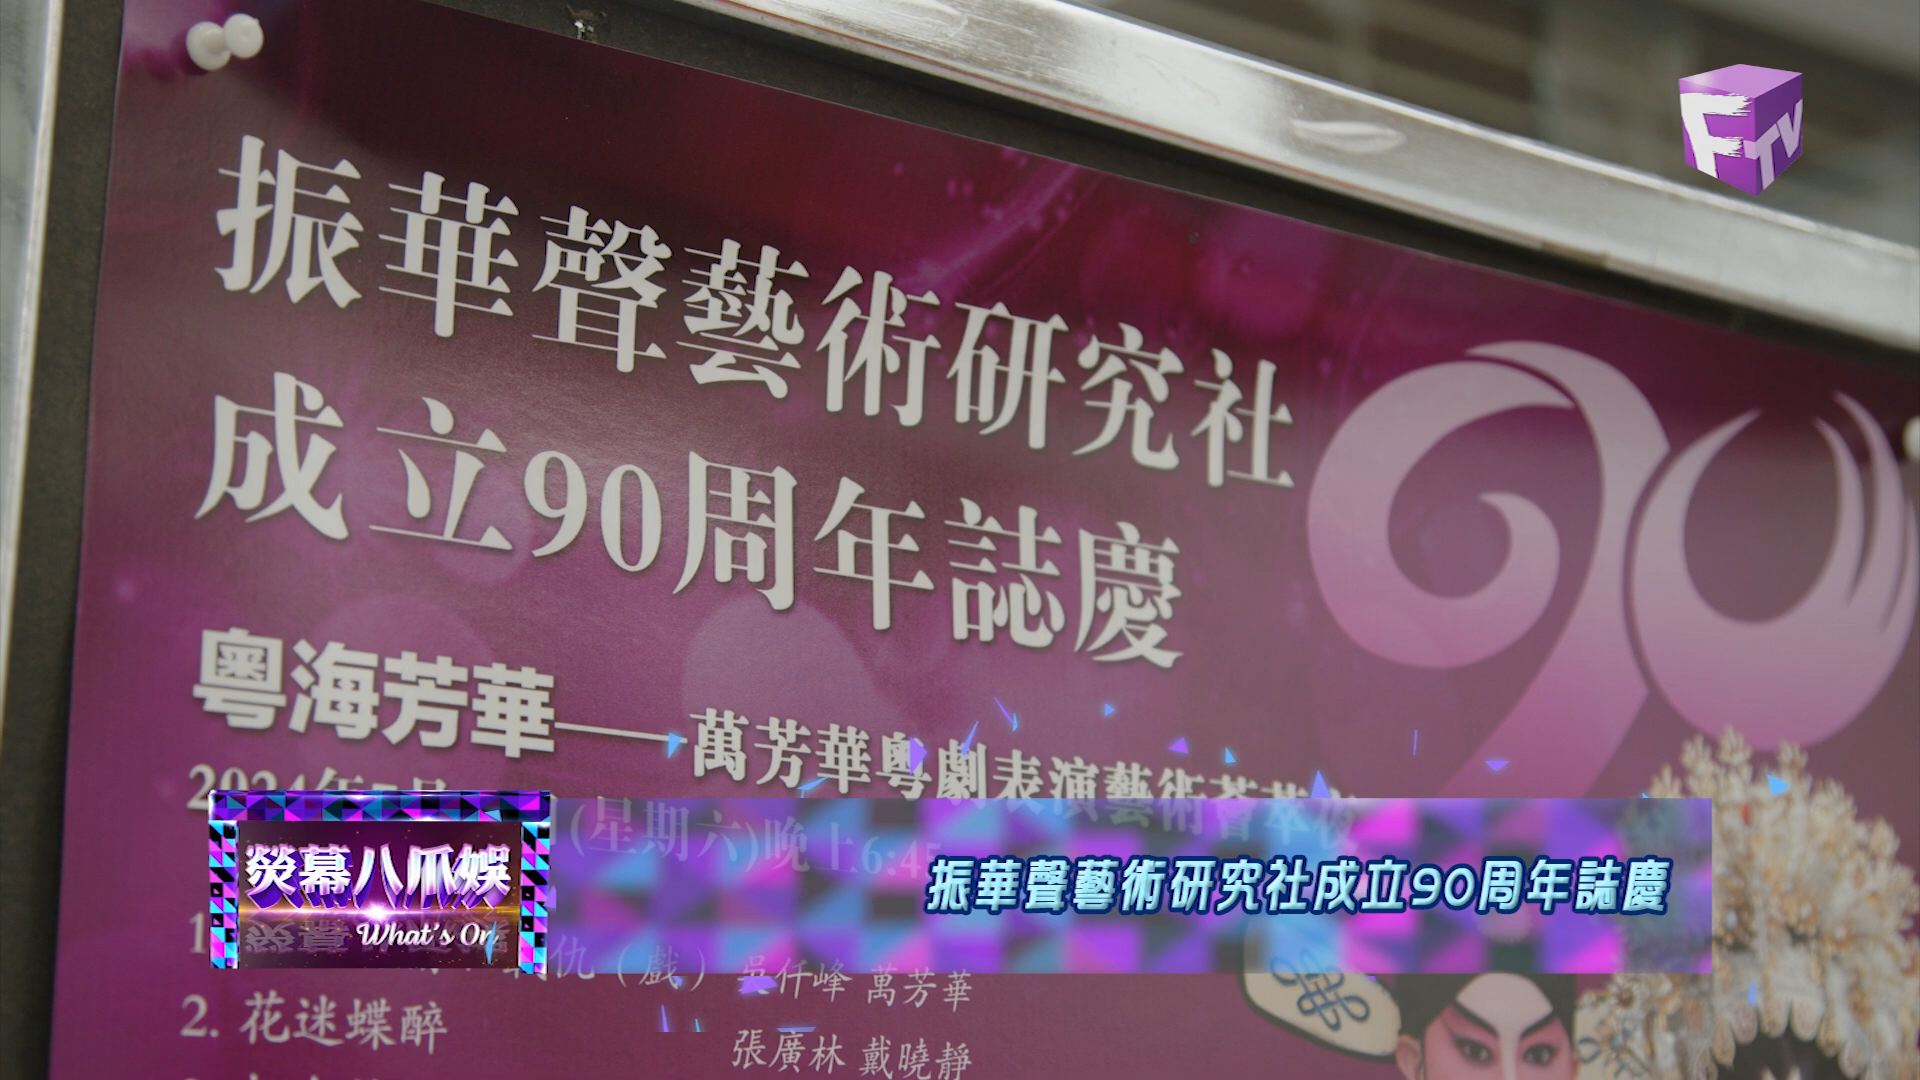 FTV
振華聲藝術研究社
成立90周年誌慶
粵海芳華——萬芳華粵劇表演藝術薈萃夜
(星期六)晚上6:45
熒幕八爪娛
What's On
振華聲藝術研究社成立90周年誌慶
仇（戲） 吳仟峰 萬芳華
2. 花迷蝶醉
張廣林 戴曉靜
90